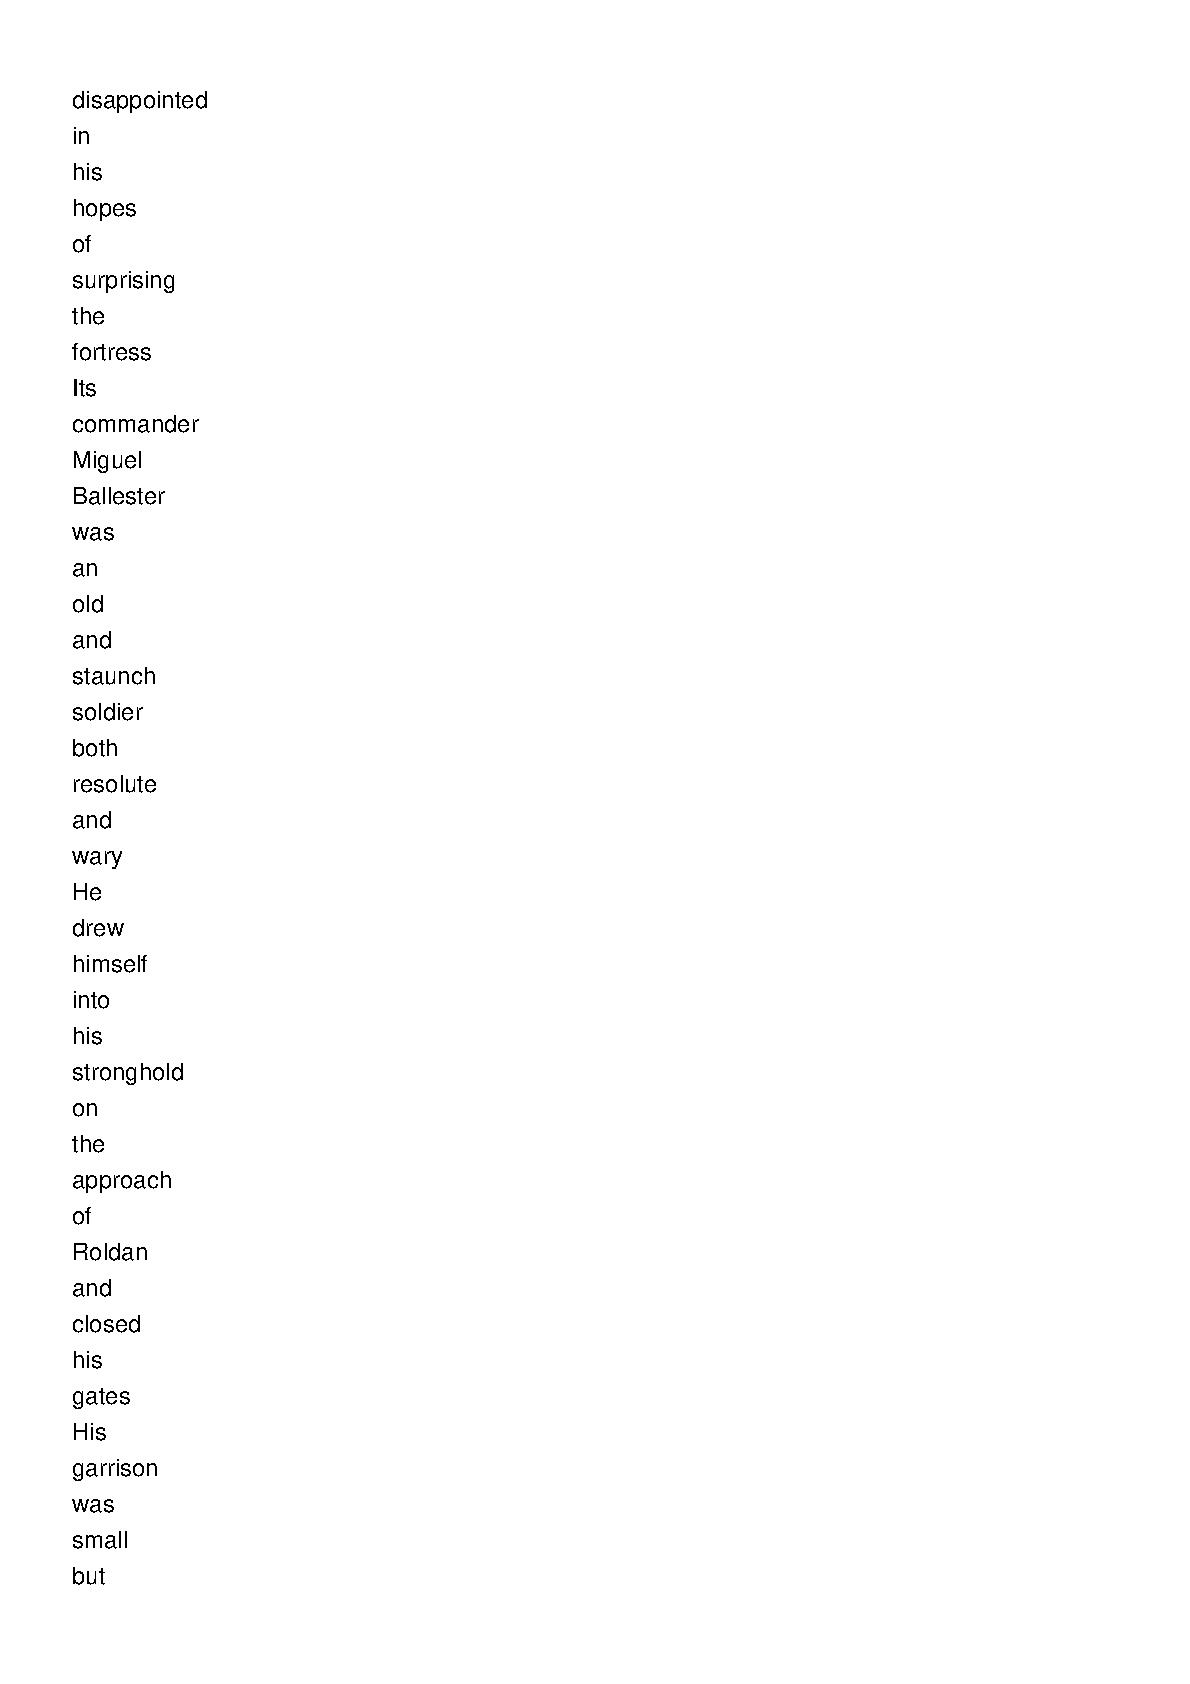 disappointed
in
his
hopes
of
surprising
the
fortress
Its
commander
Miguel
Ballester
was
an
old
and
staunch
soldier
both
resolute
and
wary
He
drew
himself
into
his
stronghold
on
the
approach
of
Roldan
and
closed
his
gates
His
garrison
was
small
but